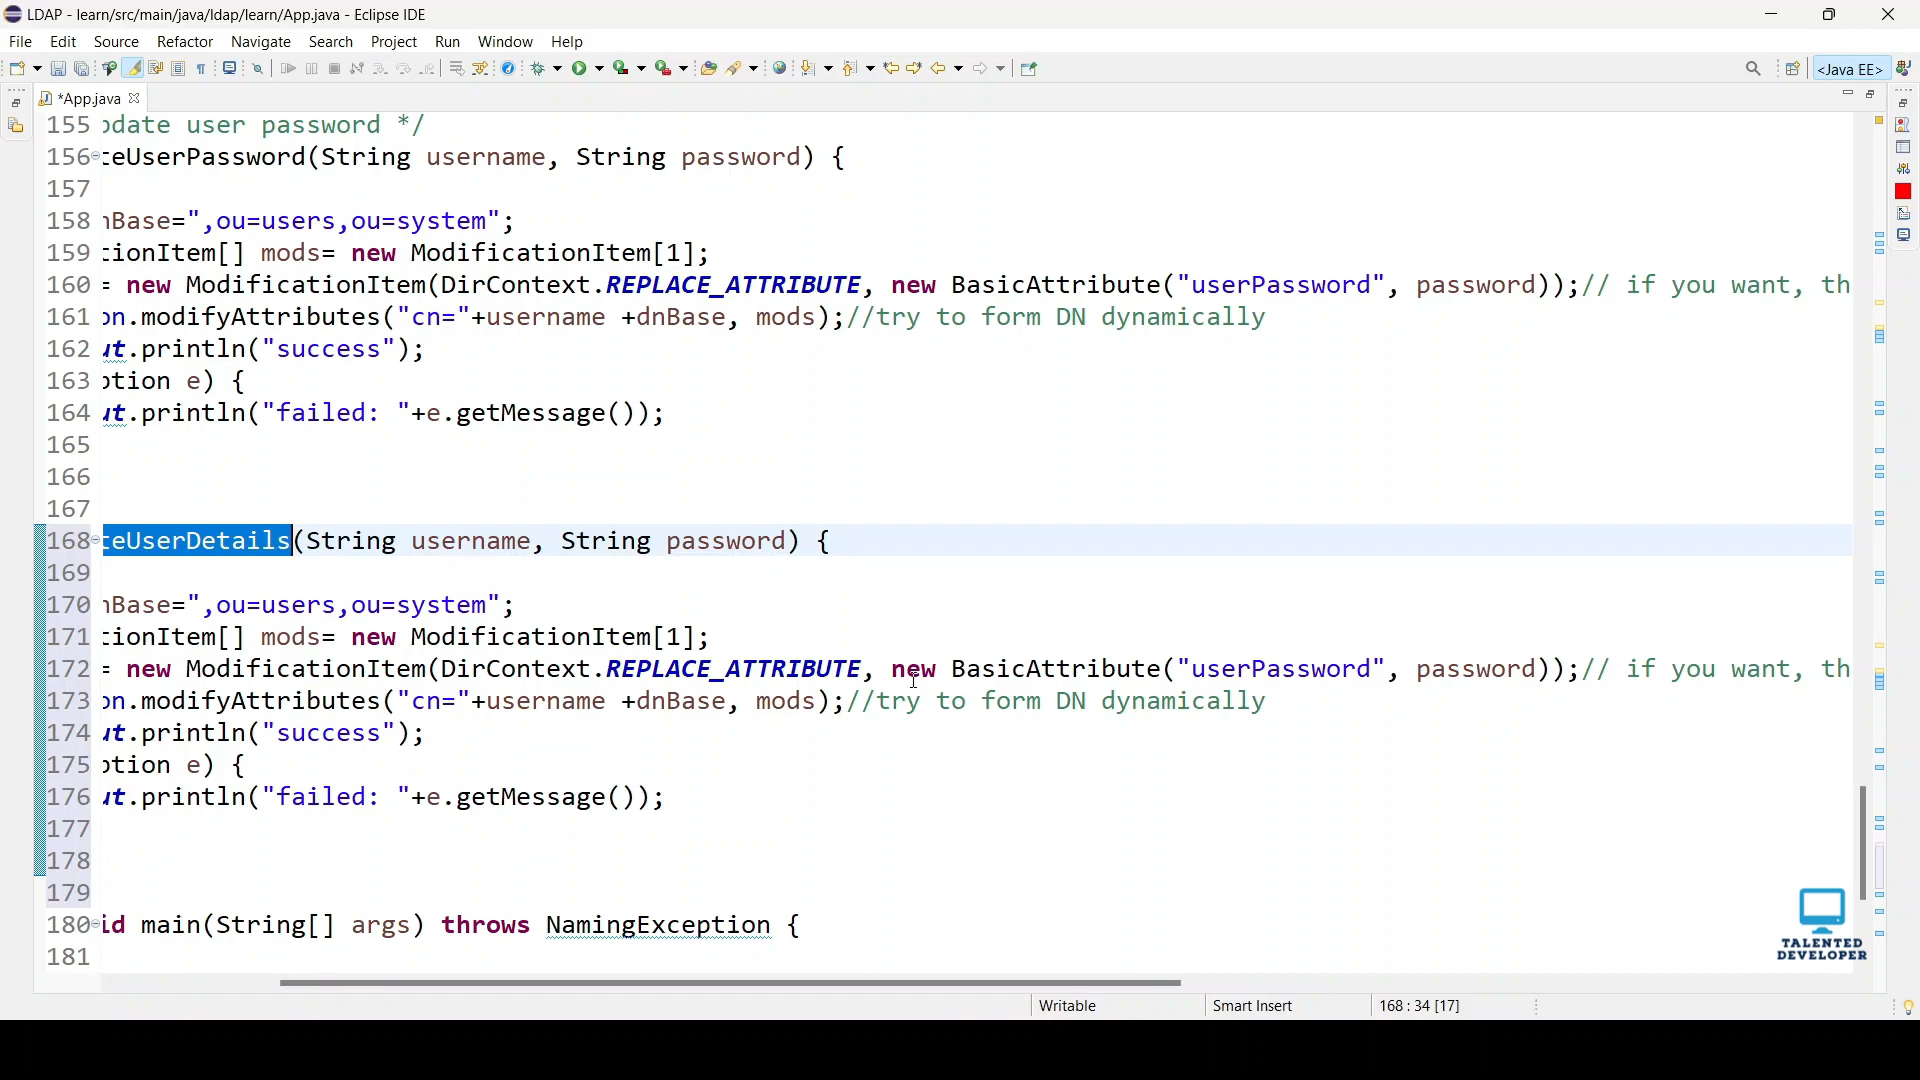 LDAP - learn/src/main/java/ldap/learn/App.java - Eclipse IDE
File Edit Source Refactor Navigate Search Project Run Window Help
<Java EE>
*App.java
155 pdate user password */
156 teUserPassword(String username, String password) {
157
158 nBase=",ou=users,ou=system";
159 tionItem[] mods= new ModificationItem[1];
160 = new ModificationItem(DirContext.REPLACE_ATTRIBUTE, new BasicAttribute("userPassword", password));// if you want, th
161 on.modifyAttributes("cn="+username +dnBase, mods);//try to form DN dynamically
162 ut.println("success");
163 ption e) {
164 ut.println("failed: "+e.getMessage());
165
166
167
168 teUserDetails(String username, String password) {
169
170 nBase=",ou=users,ou=system";
171 tionItem[] mods= new ModificationItem[1];
172 = new ModificationItem(DirContext.REPLACE_ATTRIBUTE, new BasicAttribute("userPassword", password));// if you want, th
173 on.modifyAttributes("cn="+username +dnBase, mods);//try to form DN dynamically
174 ut.println("success");
175 ption e) {
176 ut.println("failed: "+e.getMessage());
177
178
179
180 id main(String[] args) throws NamingException {
181
TALENTED
DEVELOPER
Writable Smart Insert 168 : 34 [17]